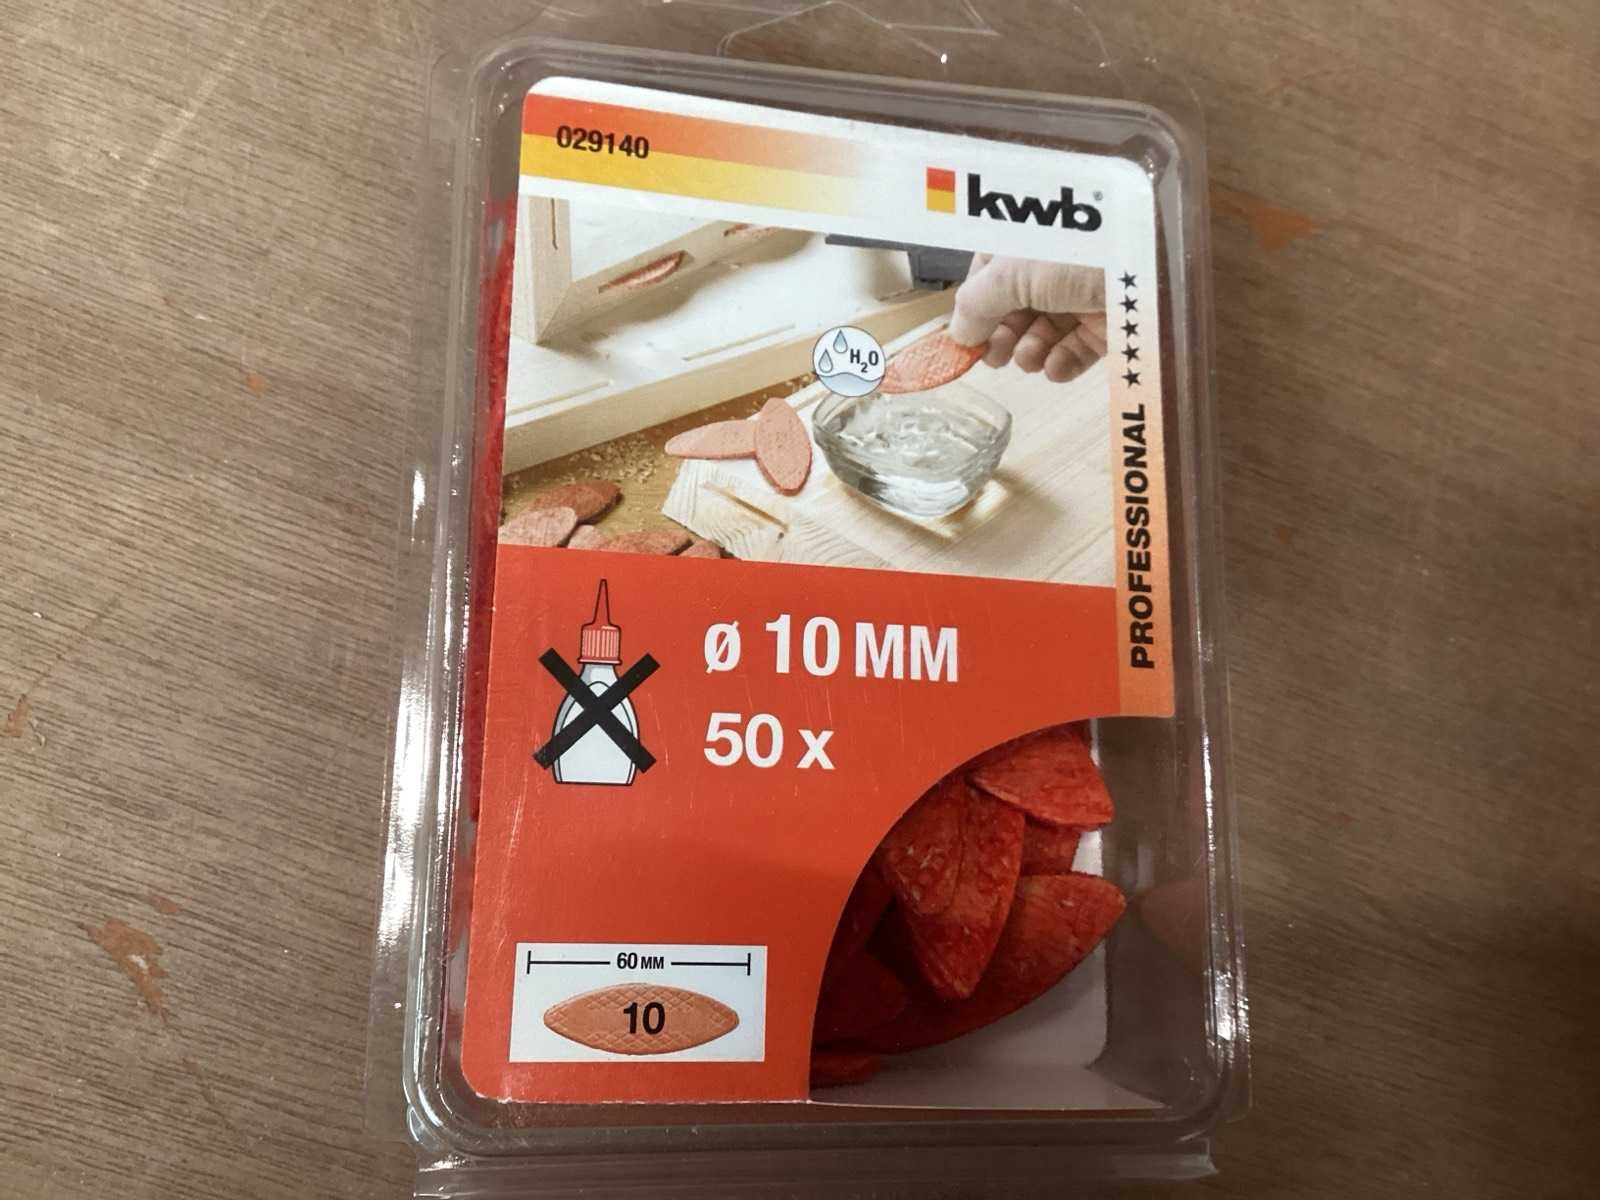 029140
kwb®
H₂O
PROFESSIONAL ★★★★★
ø 10 MM
50 x
60 MM
10